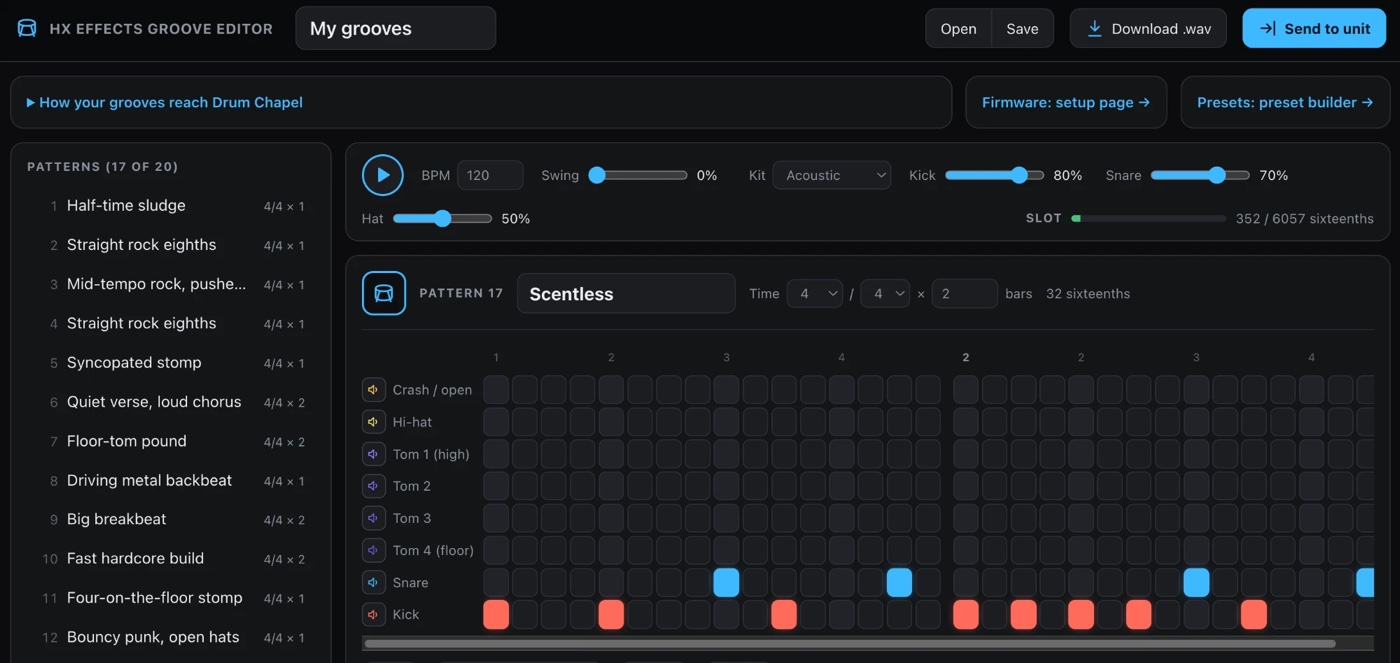 HX EFFECTS GROOVE EDITOR My grooves Open Save Download .wav Send to unit
▶ How your grooves reach Drum Chapel Firmware: setup page → Presets: preset builder →
PATTERNS (17 OF 20)
1 Half-time sludge 4/4 × 1
2 Straight rock eighths 4/4 × 1
3 Mid-tempo rock, pushe... 4/4 × 1
4 Straight rock eighths 4/4 × 1
5 Syncopated stomp 4/4 × 1
6 Quiet verse, loud chorus 4/4 × 2
7 Floor-tom pound 4/4 × 2
8 Driving metal backbeat 4/4 × 1
9 Big breakbeat 4/4 × 2
10 Fast hardcore build 4/4 × 2
11 Four-on-the-floor stomp 4/4 × 1
12 Bouncy punk, open hats 4/4 × 1
BPM 120 Swing 0% Kit Acoustic Kick 80% Snare 70%
Hat 50% SLOT 352 / 6057 sixteenths
PATTERN 17 Scentless Time 4 / 4 × 2 bars 32 sixteenths
1 2 3 4 2 2 3 4
Crash / open
Hi-hat
Tom 1 (high)
Tom 2
Tom 3
Tom 4 (floor)
Snare
Kick